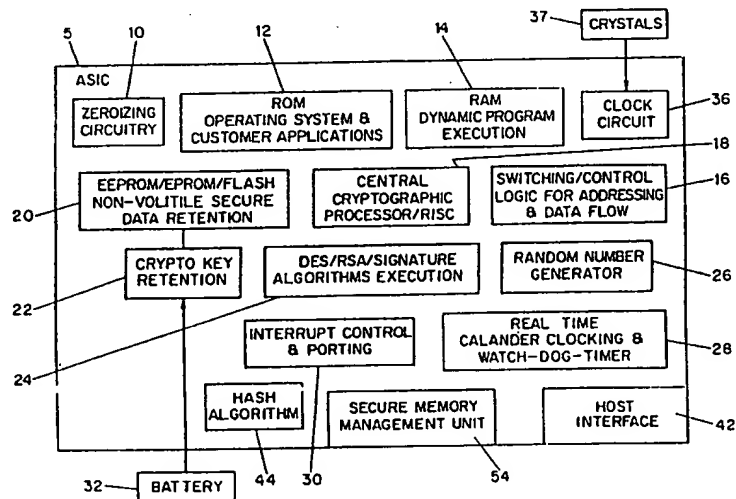 37
CRYSTALS
5
10
12
14
ASIC
ZEROIZING
CIRCUITRY
ROM
OPERATING SYSTEM &
CUSTOMER APPLICATIONS
RAM
DYNAMIC PROGRAM
EXECUTION
CLOCK
CIRCUIT
36
18
EEPROM/EPROM/FLASH
NON-VOLITILE SECURE
DATA RETENTION
CENTRAL
CRYPTOGRAPHIC
PROCESSOR/RISC
SWITCHING/CONTROL
LOGIC FOR ADDRESSING
& DATA FLOW
16
20
CRYPTO KEY
RETENTION
DES/RSA/SIGNATURE
ALGORITHMS EXECUTION
RANDOM NUMBER
GENERATOR
26
22
INTERRUPT CONTROL
& PORTING
REAL TIME
CALANDER CLOCKING &
WATCH-DOG-TIMER
28
24
HASH
ALGORITHM
SECURE MEMORY
MANAGEMENT UNIT
HOST
INTERFACE
42
32
BATTERY
44
30
54